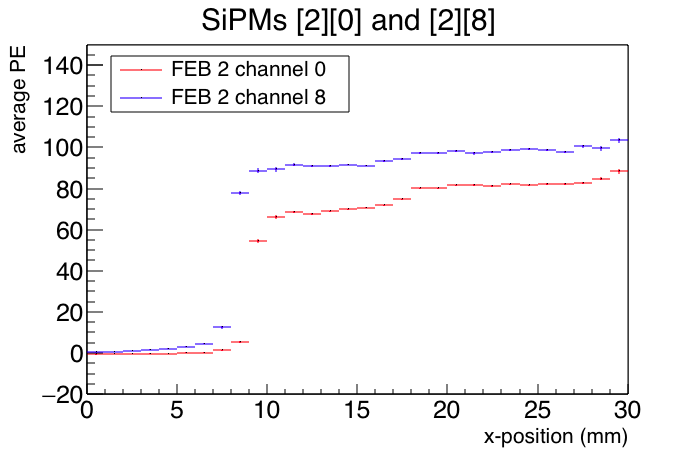 SiPMs [2][0] and [2][8]
average PE
FEB 2 channel 0
FEB 2 channel 8
140
120
100
80
60
40
20
0
−20
0 5 10 15 20 25 30
x-position (mm)